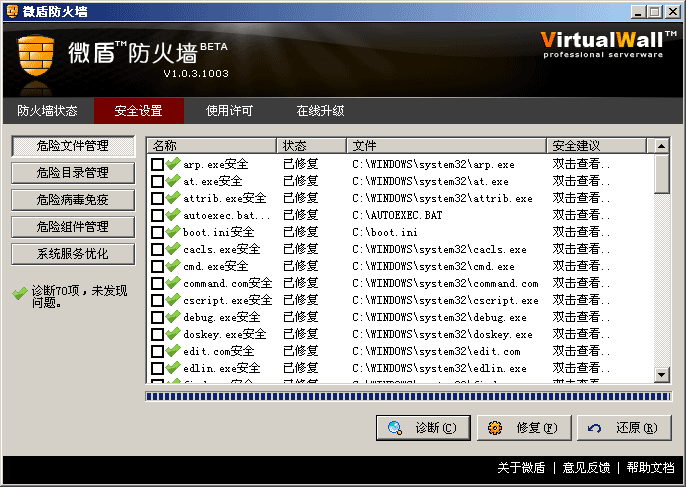 微盾防火墙
微盾™防火墙BETA
V1.0.3.1003
VirtualWall™
professional serverware
防火墙状态 安全设置 使用许可 在线升级
危险文件管理
危险目录管理
危险病毒免疫
危险组件管理
系统服务优化
诊断70项，未发现
问题。
名称 状态 文件 安全建议
arp.exe安全 已修复 C:\WINDOWS\system32\arp.exe 双击查看..
at.exe安全 已修复 C:\WINDOWS\system32\at.exe 双击查看..
attrib.exe安全 已修复 C:\WINDOWS\system32\attrib.exe 双击查看..
autoexec.bat... 已修复 C:\AUTOEXEC.BAT 双击查看..
boot.ini安全 已修复 C:\boot.ini 双击查看..
cacls.exe安全 已修复 C:\WINDOWS\system32\cacls.exe 双击查看..
cmd.exe安全 已修复 C:\WINDOWS\system32\cmd.exe 双击查看..
command.com安全 已修复 C:\WINDOWS\system32\command.com 双击查看..
cscript.exe安全 已修复 C:\WINDOWS\system32\cscript.exe 双击查看..
debug.exe安全 已修复 C:\WINDOWS\system32\debug.exe 双击查看..
doskey.exe安全 已修复 C:\WINDOWS\system32\doskey.exe 双击查看..
edit.com安全 已修复 C:\WINDOWS\system32\edit.com 双击查看..
edlin.exe安全 已修复 C:\WINDOWS\system32\edlin.exe 双击查看..
诊断(C) 修复(F) 还原(R)
关于微盾 | 意见反馈 | 帮助文档